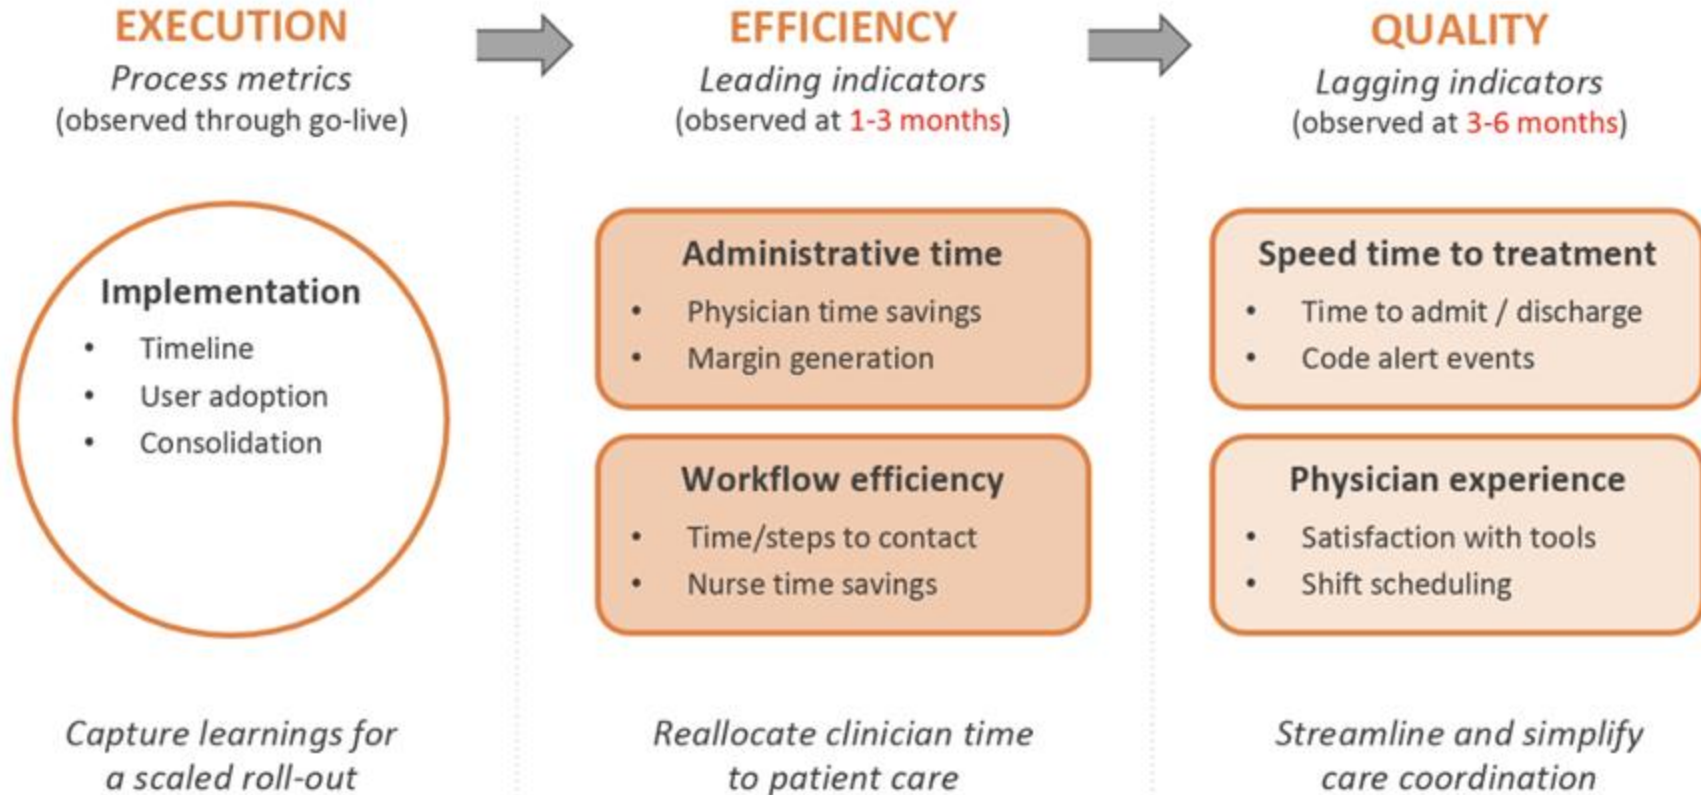 EXECUTION
Process metrics
(observed through go-live)
Implementation
• Timeline
• User adoption
• Consolidation
Capture learnings for
a scaled roll-out
EFFICIENCY
Leading indicators
(observed at 1-3 months)
Administrative time
• Physician time savings
• Margin generation
Workflow efficiency
• Time/steps to contact
• Nurse time savings
Reallocate clinician time
to patient care
QUALITY
Lagging indicators
(observed at 3-6 months)
Speed time to treatment
• Time to admit / discharge
• Code alert events
Physician experience
• Satisfaction with tools
• Shift scheduling
Streamline and simplify
care coordination